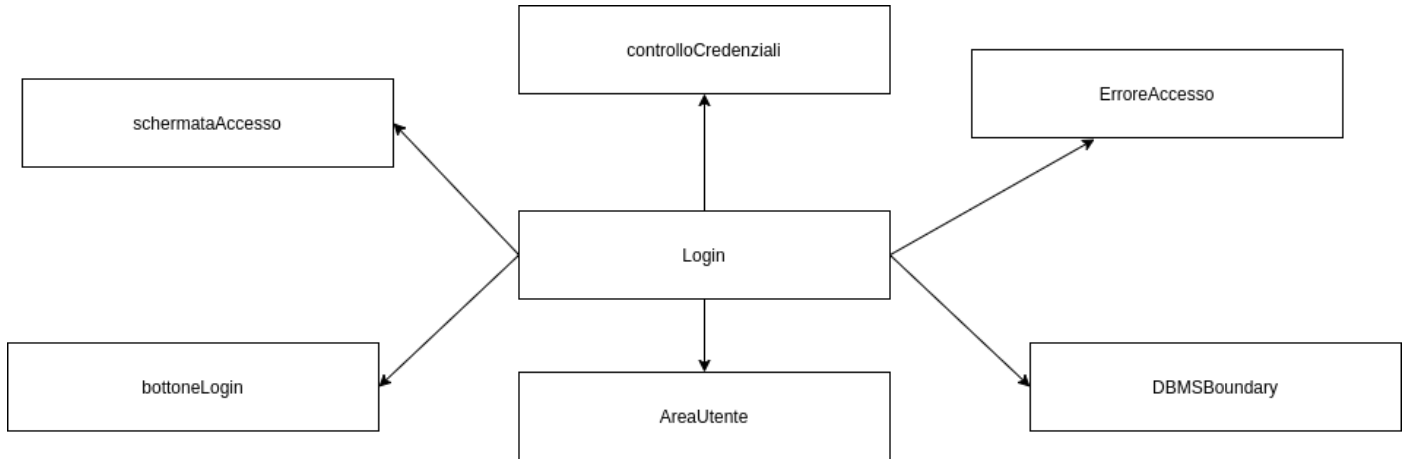 controlloCredenziali
ErroreAccesso
schermataAccesso
Login
bottoneLogin
DBMSBoundary
AreaUtente